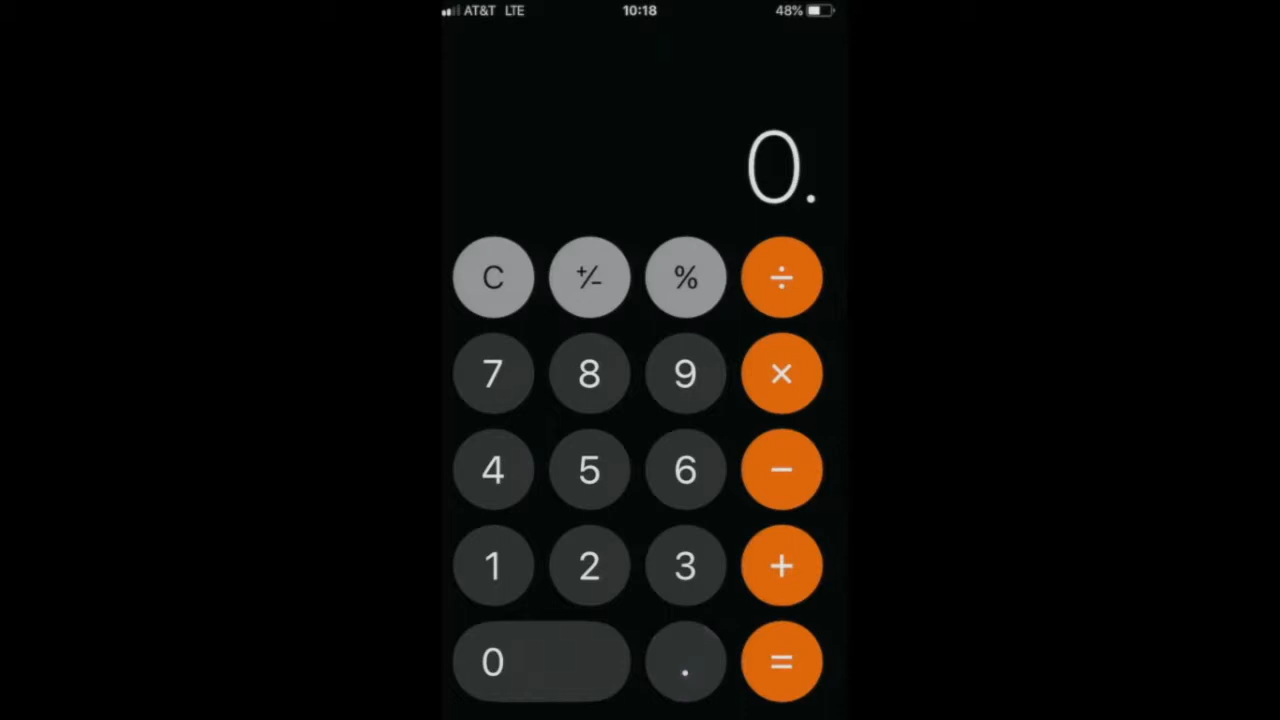 AT&T LTE 10:18 48%
0.
C +/- % ÷
7 8 9 ×
4 5 6 −
1 2 3 +
0 . =